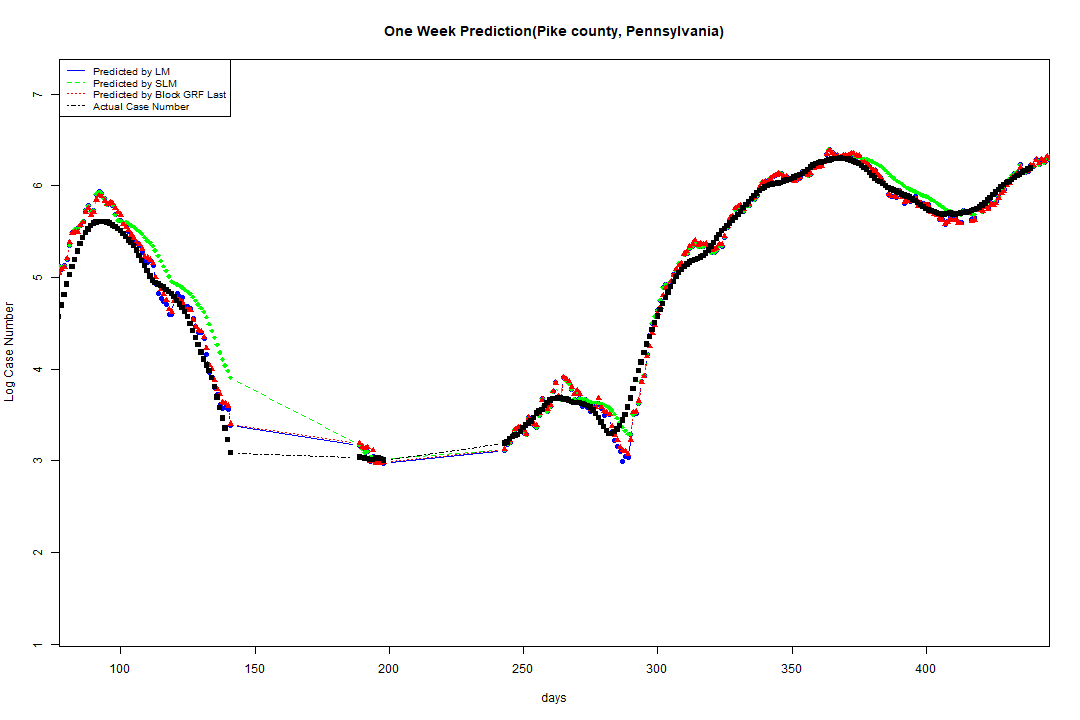 One Week Prediction(Pike county, Pennsylvania)
Predicted by LM
Predicted by SLM
Predicted by Block GRF Last
Actual Case Number
7
6
5
4
3
2
1
Log Case Number
100 150 200 250 300 350 400
days